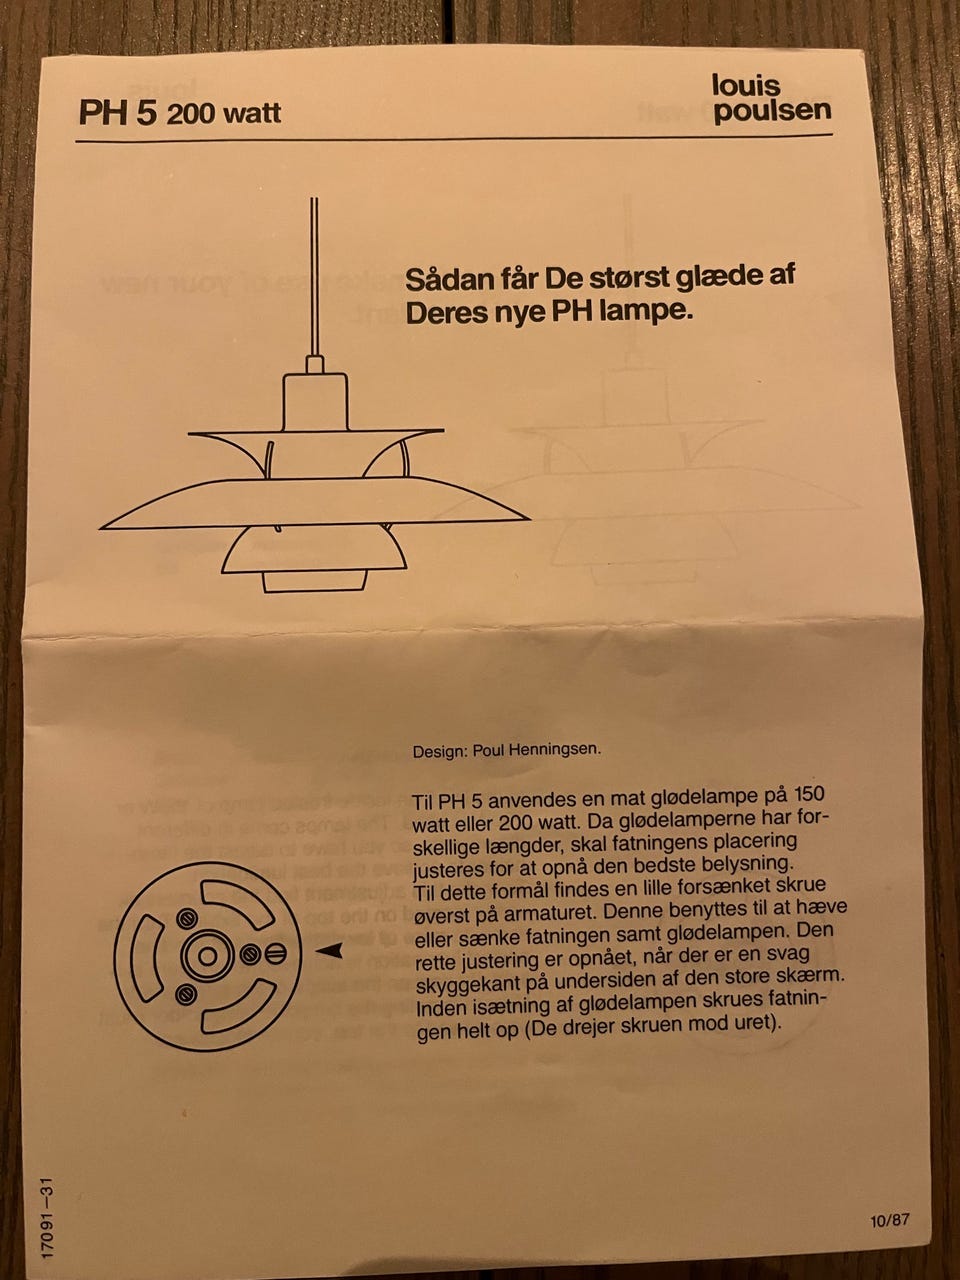 PH 5 200 watt
louis
poulsen
Sådan får De størst glæde af
Deres nye PH lampe.
Design: Poul Henningsen.
Til PH 5 anvendes en mat glødelampe på 150
watt eller 200 watt. Da glødelamperne har for-
skellige længder, skal fatningens placering
justeres for at opnå den bedste belysning.
Til dette formål findes en lille forsænket skrue
øverst på armaturet. Denne benyttes til at hæve
eller sænke fatningen samt glødelampen. Den
rette justering er opnået, når der er en svag
skyggekant på undersiden af den store skærm.
Inden isætning af glødelampen skrues fatnin-
gen helt op (De drejer skruen mod uret).
17091-31
10/87